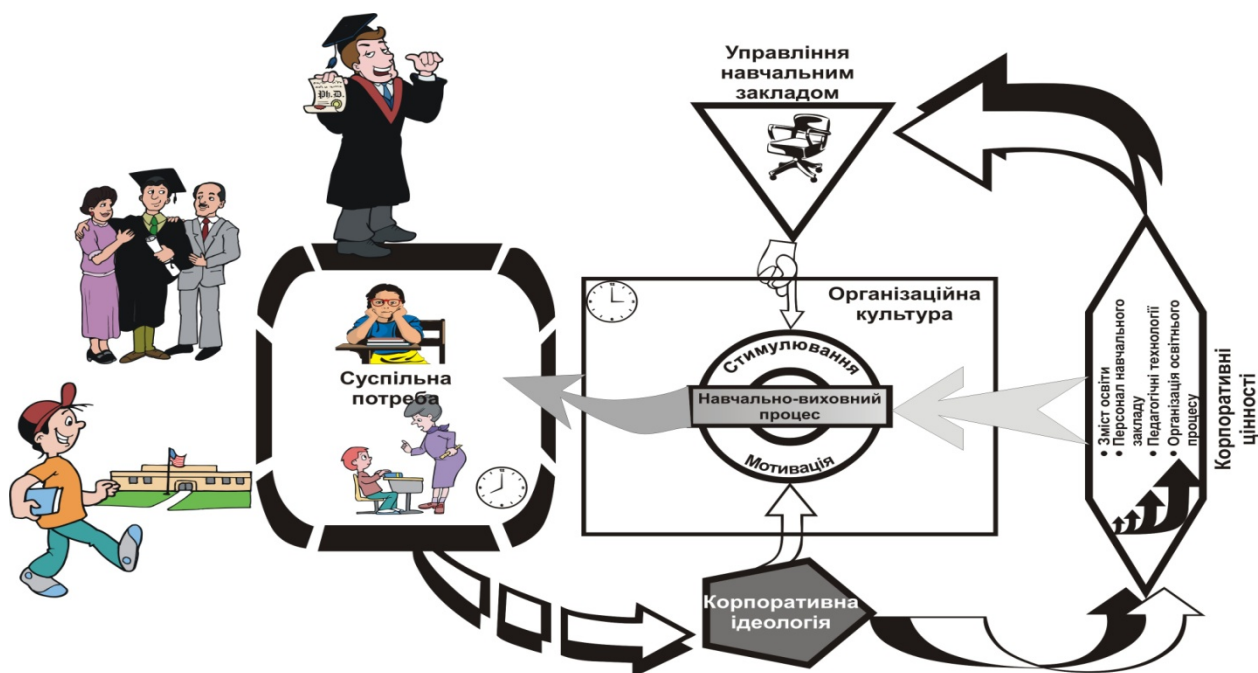 Ph.D.
Управління
навчальним
закладом
Організаційна
культура
Стимулювання
Навчально-виховний
процес
Мотивація
Суспільна
потреба
Корпоративна
ідеологія
• Зміст освіти
• Персонал навчального
закладу
• Педагогічні технології
• Організація освітнього
процесу
Корпоративні
цінності